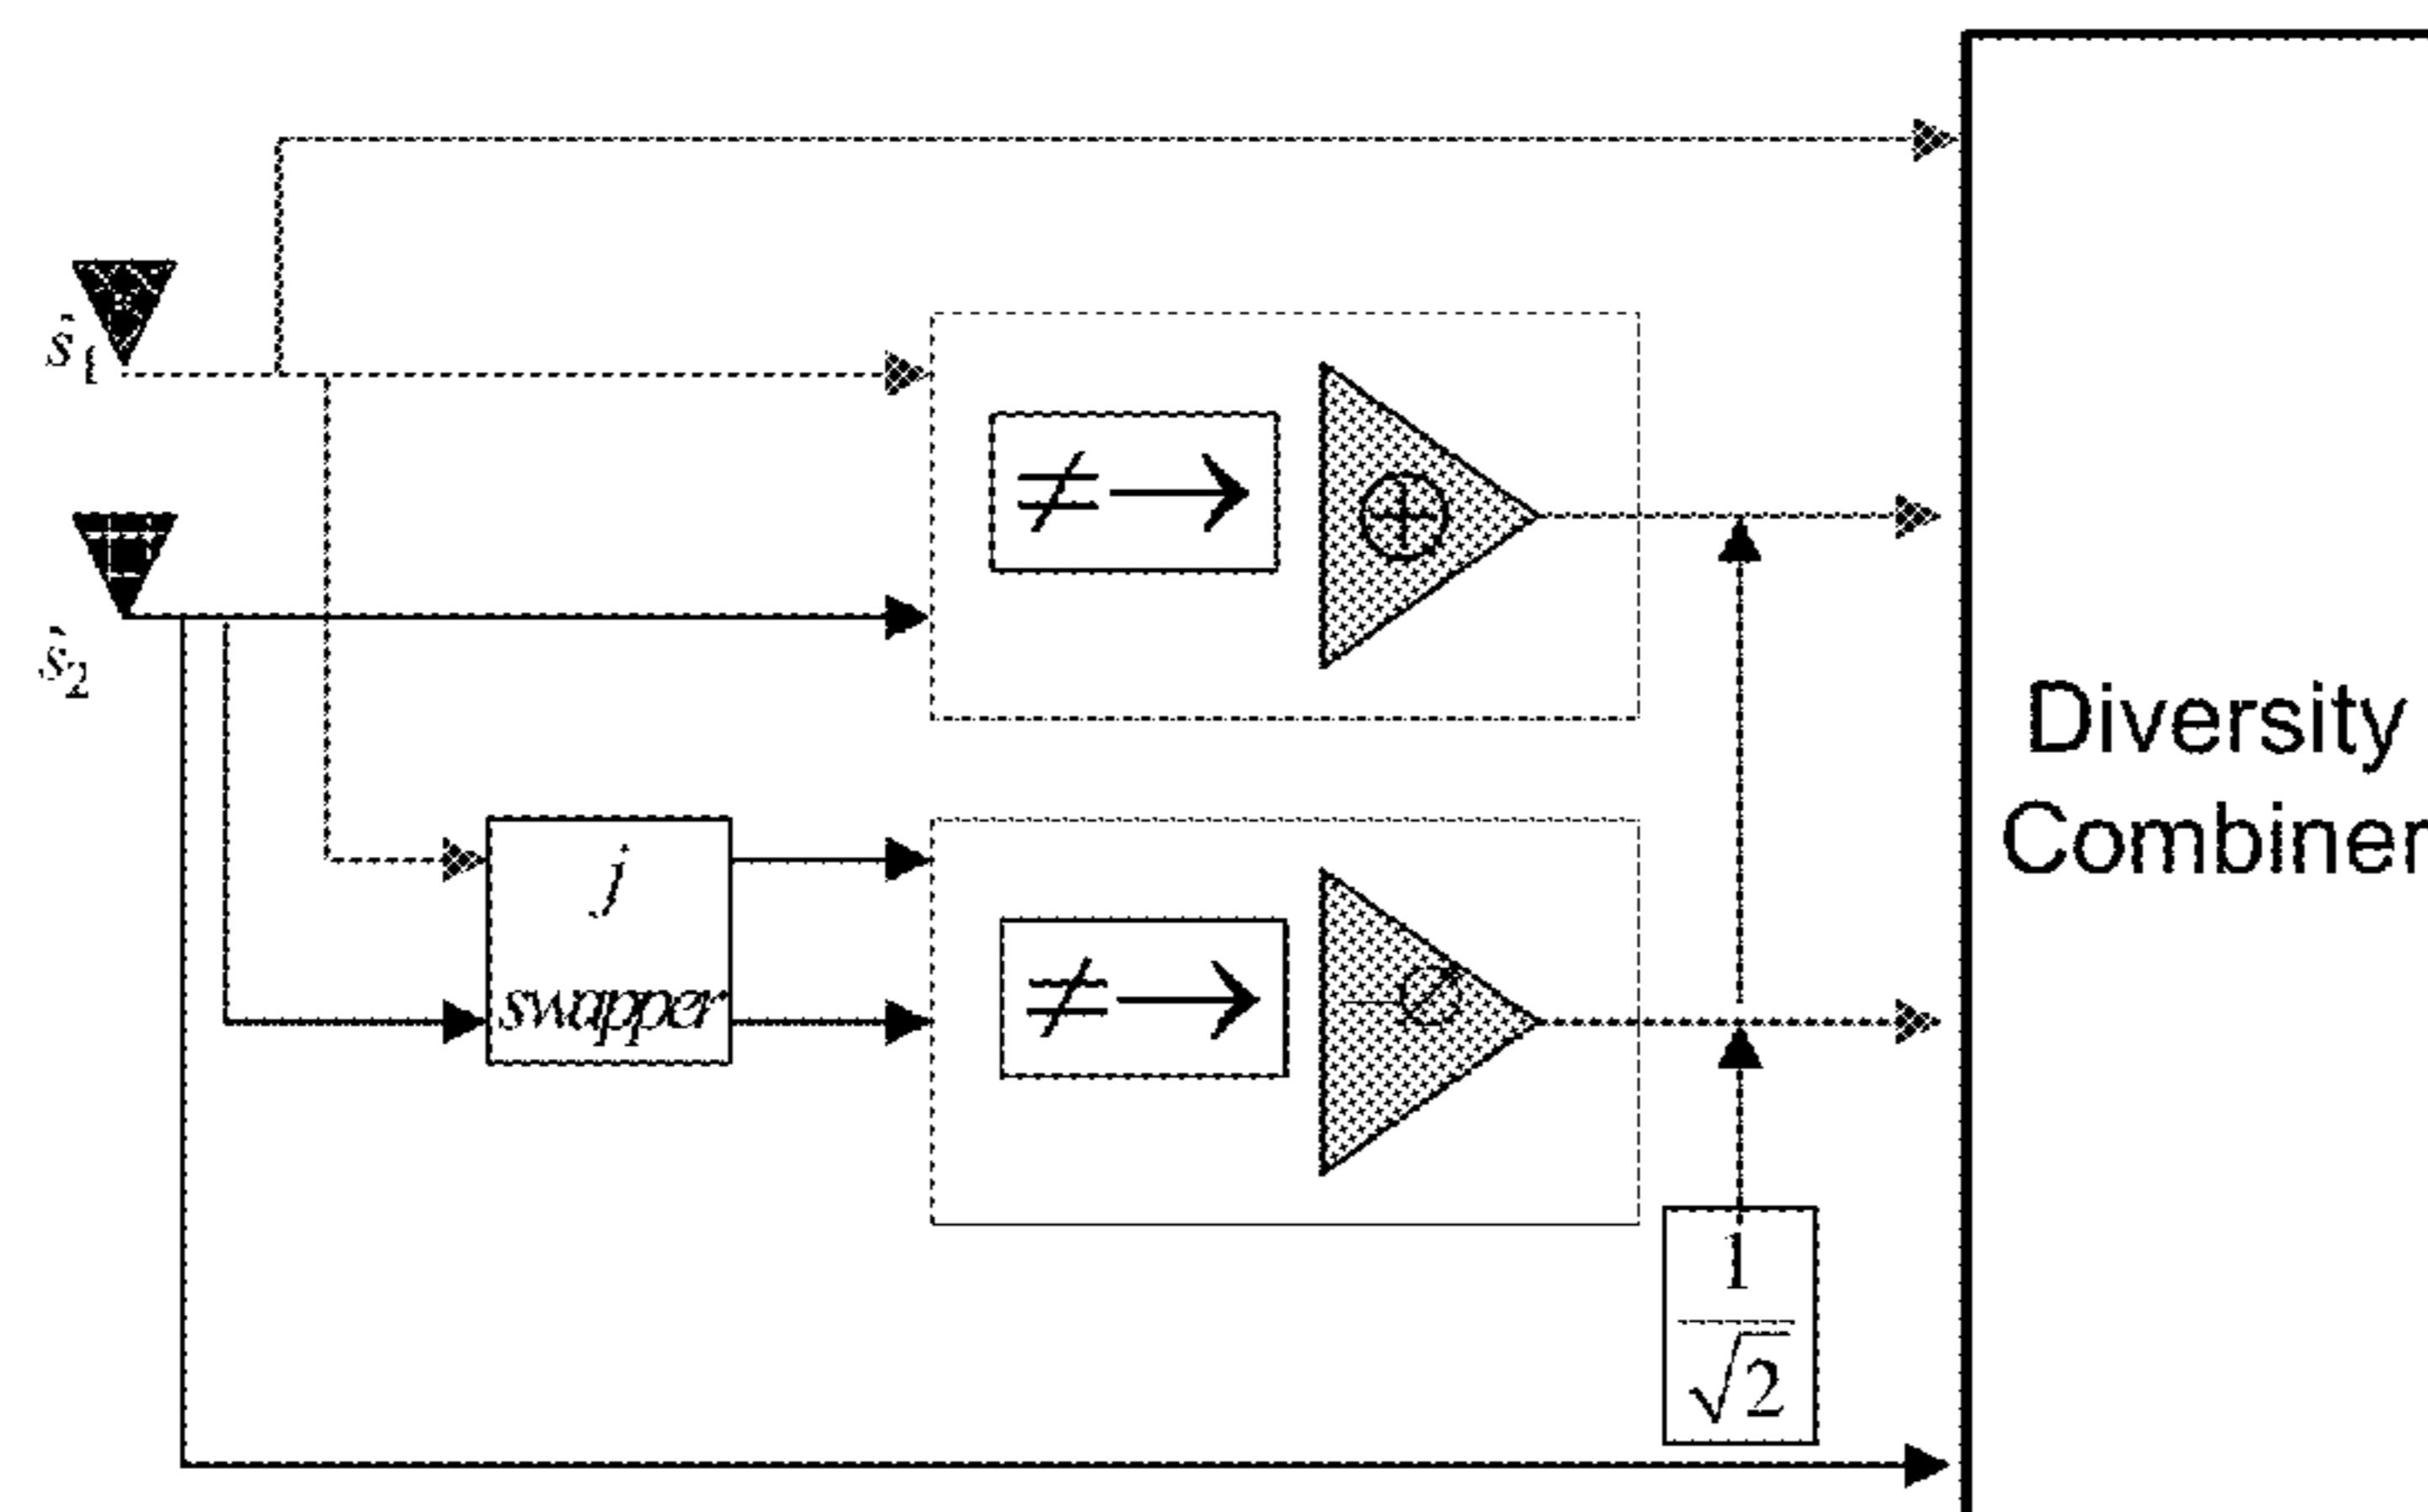 ŝ1
≠→
⊕
ŝ2
Diversity
Combiner
j
swapper
≠→
1
√2